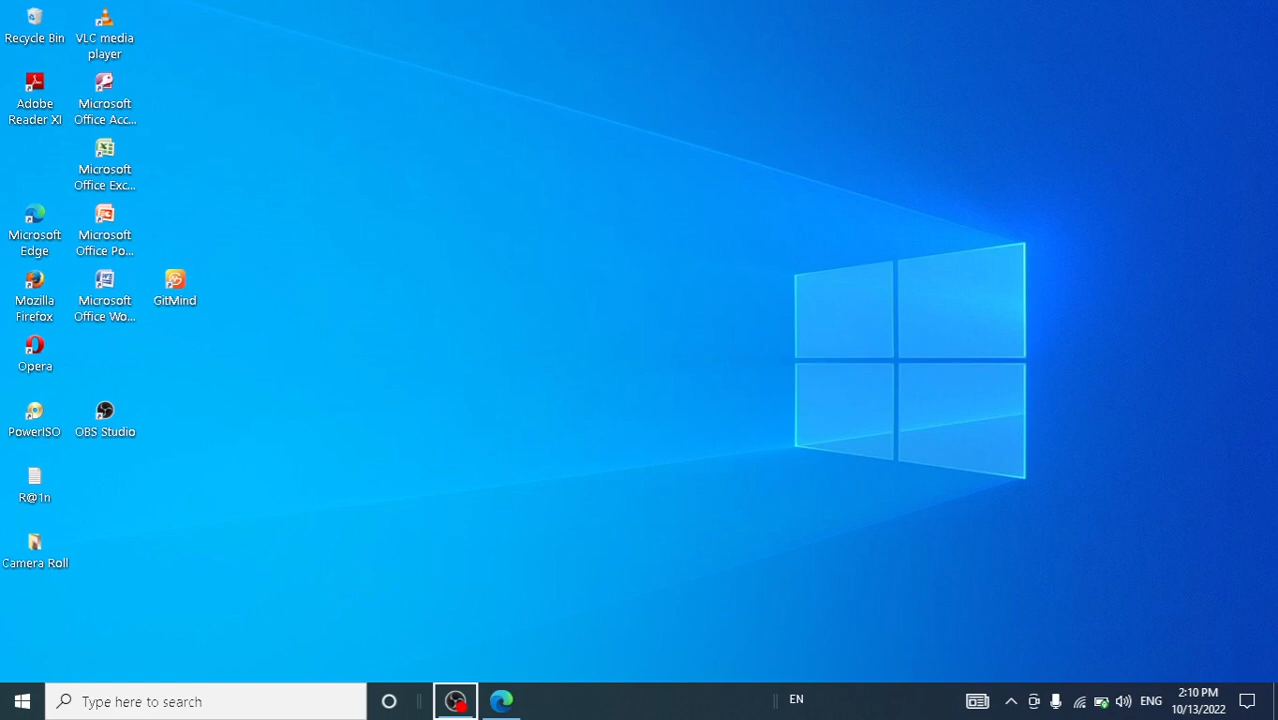 Recycle Bin
VLC media
player
Adobe
Reader XI
Microsoft
Office Acc...
Microsoft
Office Exc...
Microsoft
Edge
Microsoft
Office Po...
Mozilla
Firefox
Microsoft
Office Wo...
GitMind
Opera
PowerISO
OBS Studio
R@1n
Camera Roll
Type here to search
EN
ENG
2:10 PM
10/13/2022